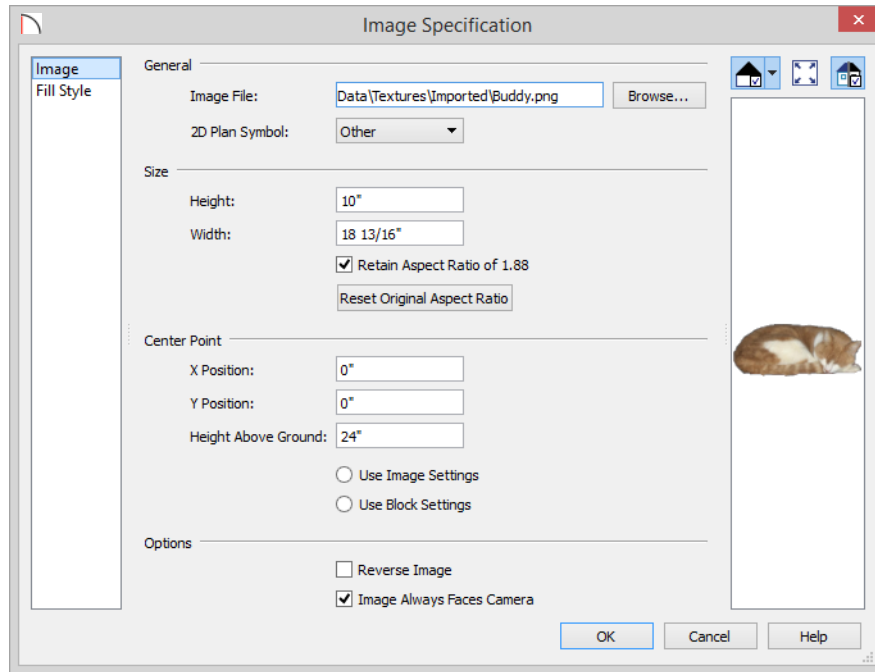 Image Specification
Image
Fill Style
General
Image File: Data\Textures\Imported\Buddy.png Browse...
2D Plan Symbol: Other
Size
Height: 10"
Width: 18 13/16"
Retain Aspect Ratio of 1.88
Reset Original Aspect Ratio
Center Point
X Position: 0"
Y Position: 0"
Height Above Ground: 24"
Use Image Settings
Use Block Settings
Options
Reverse Image
Image Always Faces Camera
OK Cancel Help